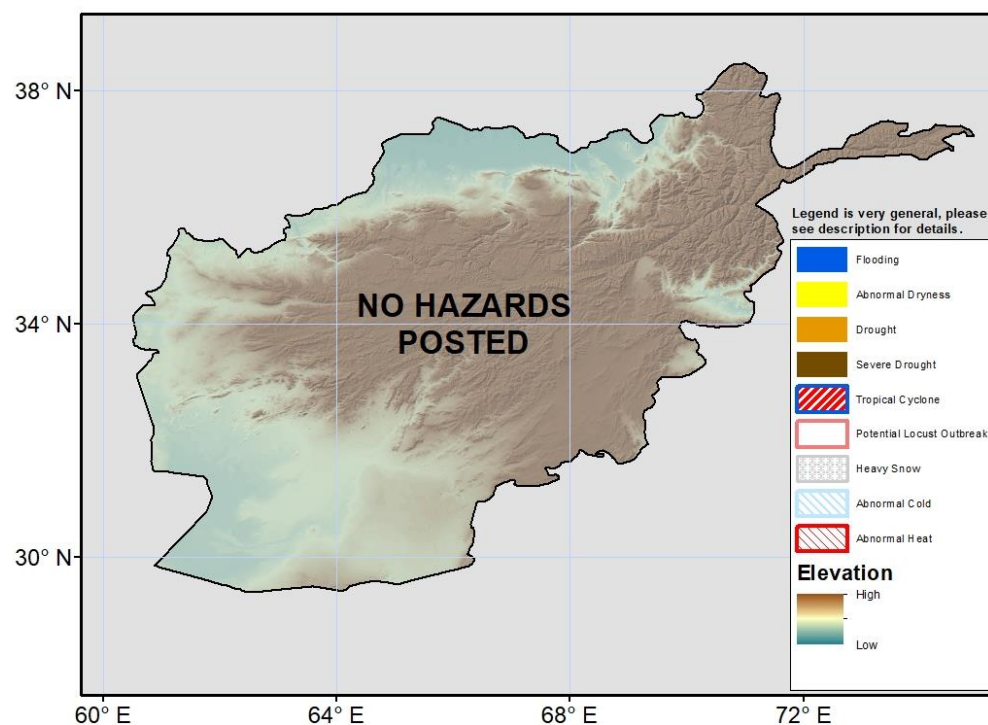 38° N
34° N
30° N
60° E
64° E
68° E
72° E
NO HAZARDS
POSTED
Legend is very general, please
see description for details.
Flooding
Abnormal Dryness
Drought
Severe Drought
Tropical Cyclone
Potential Locust Outbreak
Heavy Snow
Abnormal Cold
Abnormal Heat
Elevation
High
Low